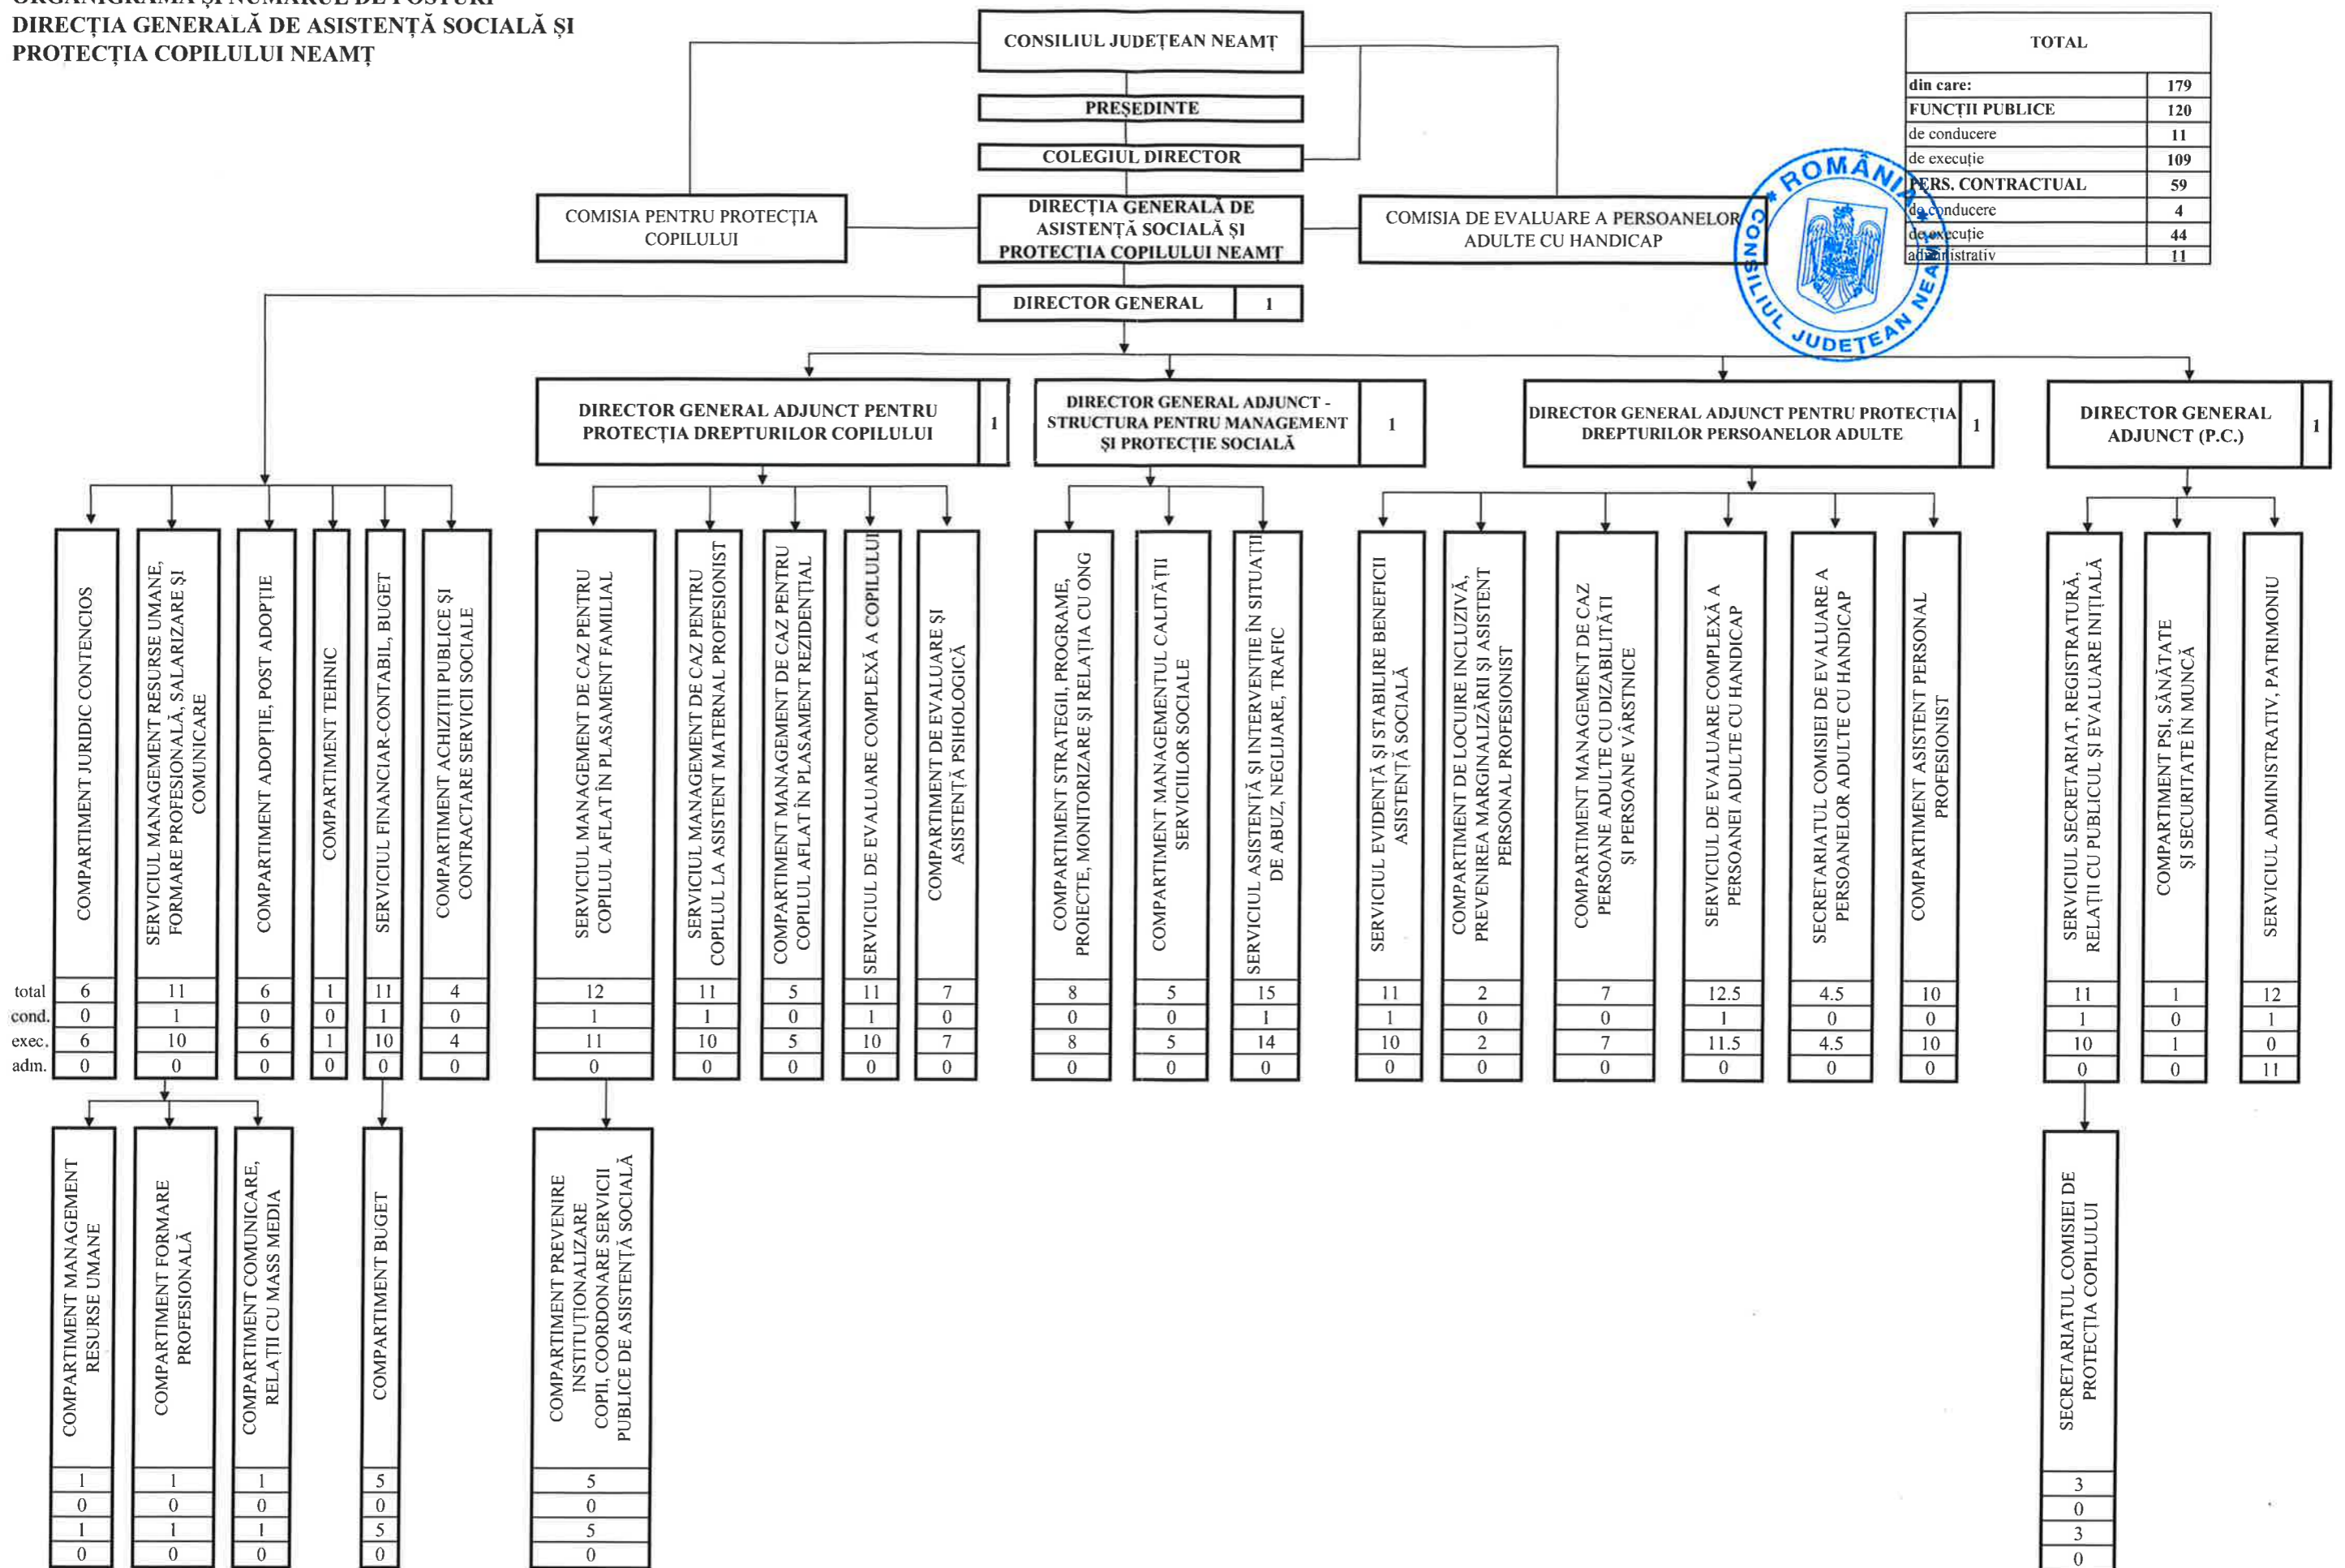 DIRECȚIA GENERALĂ DE ASISTENȚĂ SOCIALĂ ȘI
PROTECȚIA COPILULUI NEAMȚ
CONSILIUL JUDEȚEAN NEAMȚ
PREȘEDINTE
COLEGIUL DIRECTOR
COMISIA PENTRU PROTECȚIA
COPILULUI
DIRECȚIA GENERALĂ DE
ASISTENȚĂ SOCIALĂ ȘI
PROTECȚIA COPILULUI NEAMȚ
COMISIA DE EVALUARE A PERSOANELOR
ADULTE CU HANDICAP
DIRECTOR GENERAL 1
TOTAL
din care: 179
FUNCȚII PUBLICE 120
de conducere 11
de execuție 109
PERS. CONTRACTUAL 59
de conducere 4
de execuție 44
administrativ 11
* ROMÂNIA *
CONSILIUL JUDEȚEAN NEAMȚ
DIRECTOR GENERAL ADJUNCT PENTRU
PROTECȚIA DREPTURILOR COPILULUI
1
DIRECTOR GENERAL ADJUNCT -
STRUCTURA PENTRU MANAGEMENT
ȘI PROTECȚIE SOCIALĂ
1
DIRECTOR GENERAL ADJUNCT PENTRU PROTECȚIA
DREPTURILOR PERSOANELOR ADULTE
1
DIRECTOR GENERAL
ADJUNCT (P.C.)
1
COMPARTIMENT JURIDIC CONTENCIOS
SERVICIUL MANAGEMENT RESURSE UMANE,
FORMARE PROFESIONALĂ, SALARIZARE ȘI
COMUNICARE
COMPARTIMENT ADOPȚIE, POST ADOPȚIE
COMPARTIMENT TEHNIC
SERVICIUL FINANCIAR-CONTABIL, BUGET
COMPARTIMENT ACHIZIȚII PUBLICE ȘI
CONTRACTARE SERVICII SOCIALE
SERVICIUL MANAGEMENT DE CAZ PENTRU
COPILUL AFLAT ÎN PLASAMENT FAMILIAL
SERVICIUL MANAGEMENT DE CAZ PENTRU
COPILUL LA ASISTENT MATERNAL PROFESIONIST
COMPARTIMENT MANAGEMENT DE CAZ PENTRU
COPILUL AFLAT ÎN PLASAMENT REZIDENȚIAL
SERVICIUL DE EVALUARE COMPLEXĂ A COPILULUI
COMPARTIMENT DE EVALUARE ȘI
ASISTENȚĂ PSIHOLOGICĂ
COMPARTIMENT STRATEGII, PROGRAME,
PROIECTE, MONITORIZARE ȘI RELAȚIA CU ONG
COMPARTIMENT MANAGEMENTUL CALITĂȚII
SERVICIILOR SOCIALE
SERVICIUL ASISTENȚĂ ȘI INTERVENȚIE ÎN SITUAȚII
DE ABUZ, NEGLIJARE, TRAFIC
SERVICIUL EVIDENȚĂ ȘI STABILIRE BENEFICII
ASISTENȚĂ SOCIALĂ
COMPARTIMENT DE LOCUIRE INCLUZIVĂ,
PREVENIREA MARGINALIZĂRII ȘI ASISTENT
PERSONAL PROFESIONIST
COMPARTIMENT MANAGEMENT DE CAZ
PERSOANE ADULTE CU DIZABILITĂȚI
ȘI PERSOANE VÂRSTNICE
SERVICIUL DE EVALUARE COMPLEXĂ A
PERSOANEI ADULTE CU HANDICAP
SECRETARIATUL COMISIEI DE EVALUARE A
PERSOANELOR ADULTE CU HANDICAP
COMPARTIMENT ASISTENT PERSONAL
PROFESIONIST
SERVICIUL SECRETARIAT, REGISTRATURĂ,
RELAȚII CU PUBLICUL ȘI EVALUARE INIȚIALĂ
COMPARTIMENT PSI, SĂNĂTATE
ȘI SECURITATE ÎN MUNCĂ
SERVICIUL ADMINISTRATIV, PATRIMONIU
total 6 11 6 1 11 4 12 11 5 11 7 8 5 15 11 2 7 12.5 4.5 10 11 1 12
cond. 0 1 0 0 1 0 1 1 0 1 0 0 0 1 1 0 0 1 0 0 1 0 1
exec. 6 10 6 1 10 4 11 10 5 10 7 8 5 14 10 2 7 11.5 4.5 10 10 1 0
adm. 0 0 0 0 0 0 0 0 0 0 0 0 0 0 0 0 0 0 0 0 0 0 11
COMPARTIMENT MANAGEMENT
RESURSE UMANE
COMPARTIMENT FORMARE
PROFESIONALĂ
COMPARTIMENT COMUNICARE,
RELAȚII CU MASS MEDIA
COMPARTIMENT BUGET
COMPARTIMENT PREVENIRE
INSTITUȚIONALIZARE
COPII, COORDONARE SERVICII
PUBLICE DE ASISTENȚĂ SOCIALĂ
SECRETARIATUL COMISIEI DE
PROTECȚIA COPILULUI
1 1 1 5 5 3
0 0 0 0 0 0
1 1 1 5 5 3
0 0 0 0 0 0